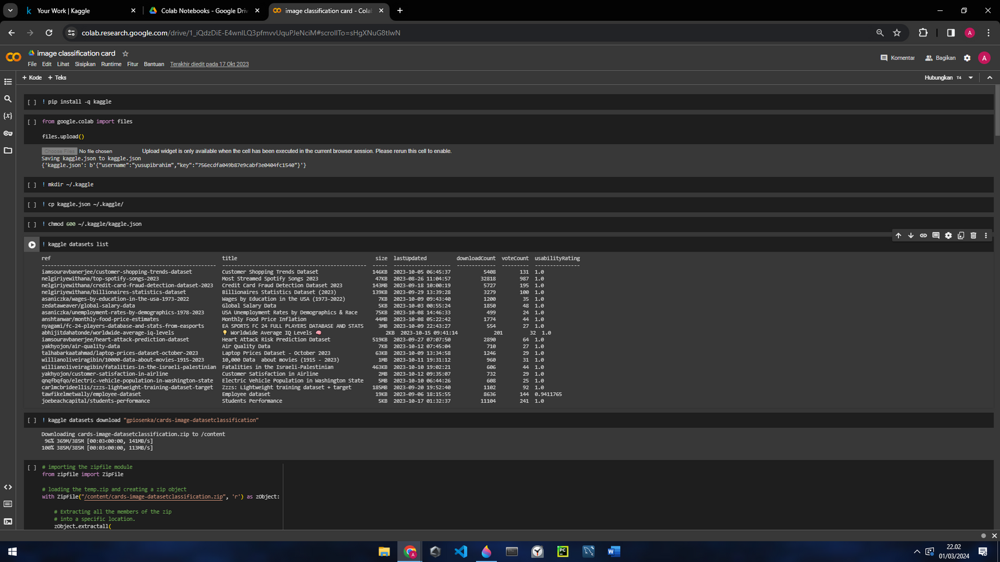 Your Work | Kaggle
Colab Notebooks - Google Driv
image classification card - Colab
colab.research.google.com/drive/1_iQdzDiE-E4wnILQ3pfmvvUquPJeNciM#scrollTo=sHgXNuG8tIwN
A
image classification card
File Edit Lihat Sisipkan Runtime Fitur Bantuan Terakhir diedit pada 17 Okt 2023
Komentar Bagikan A
+ Kode + Teks
Hubungkan T4
[ ] ! pip install -q kaggle
[ ] from google.colab import files
files.upload()
Choose Files No file chosen Upload widget is only available when the cell has been executed in the current browser session. Please rerun this cell to enable.
Saving kaggle.json to kaggle.json
{'kaggle.json': b'{"username":"yusupibrahim","key":"756ecdfa049b87e9cabf3e0404fc1540"}'}
[ ] ! mkdir ~/.kaggle
[ ] ! cp kaggle.json ~/.kaggle/
[ ] ! chmod 600 ~/.kaggle/kaggle.json
! kaggle datasets list
ref title size lastUpdated downloadCount voteCount usabilityRating
iamsouravbanerjee/customer-shopping-trends-dataset Customer Shopping Trends Dataset 146KB 2023-10-05 06:45:37 5408 131 1.0
nelgiriyewithana/top-spotify-songs-2023 Most Streamed Spotify Songs 2023 47KB 2023-08-26 11:04:57 32818 987 1.0
nelgiriyewithana/credit-card-fraud-detection-dataset-2023 Credit Card Fraud Detection Dataset 2023 143MB 2023-09-18 10:00:19 5727 195 1.0
nelgiriyewithana/billionaires-statistics-dataset Billionaires Statistics Dataset (2023) 139KB 2023-09-29 13:39:28 3279 100 1.0
asaniczka/wages-by-education-in-the-usa-1973-2022 Wages by Education in the USA (1973-2022) 7KB 2023-10-09 09:43:40 1200 35 1.0
zedataweaver/global-salary-data Global Salary Data 5KB 2023-10-03 00:55:24 1850 48 1.0
asaniczka/unemployment-rates-by-demographics-1978-2023 USA Unemployment Rates by Demographics & Race 75KB 2023-10-08 14:46:33 499 24 1.0
anshtanwar/monthly-food-price-estimates Monthly Food Price Inflation 44MB 2023-10-08 05:22:42 1774 44 1.0
nyagami/fc-24-players-database-and-stats-from-easports EA SPORTS FC 24 FULL PLAYERS DATABASE AND STATS 3MB 2023-10-09 22:43:27 554 27 1.0
abhijitdahatonde/worldwide-average-iq-levels 💡 Worldwide Average IQ Levels 🧠 2KB 2023-10-15 09:41:14 201 32 1.0
iamsouravbanerjee/heart-attack-prediction-dataset Heart Attack Risk Prediction Dataset 519KB 2023-09-27 07:07:50 2890 64 1.0
yakhyojon/air-quality-data Air Quality Data 7KB 2023-10-12 07:45:04 710 27 1.0
talhabarkaatahmad/laptop-prices-dataset-october-2023 Laptop Prices Dataset - October 2023 63KB 2023-10-09 13:34:58 1246 29 1.0
willianoliveiragibin/10000-data-about-movies-1915-2023 10,000 Data about movies (1915 - 2023) 1MB 2023-10-11 19:31:12 960 31 1.0
willianoliveiragibin/fatalities-in-the-israeli-palestinian Fatalities in the Israeli-Palestinian 463KB 2023-10-10 19:02:21 606 44 1.0
yakhyojon/customer-satisfaction-in-airline Customer Satisfaction in Airline 2MB 2023-10-12 09:35:07 732 29 1.0
qnqfbqfqo/electric-vehicle-population-in-washington-state Electric Vehicle Population in Washington State 5MB 2023-10-10 06:44:26 608 25 1.0
carlmcbrideellis/zzzs-lightweight-training-dataset-target Zzzs: Lightweight training dataset + target 185MB 2023-09-20 19:52:40 1102 92 1.0
tawfikelmetwally/employee-dataset Employee dataset 19KB 2023-09-06 18:15:55 8636 144 0.9411765
joebeachcapital/students-performance Students Performance 5KB 2023-10-17 01:32:37 11104 241 1.0
[ ] ! kaggle datasets download "gpiosenka/cards-image-datasetclassification"
Downloading cards-image-datasetclassification.zip to /content
96% 369M/385M [00:03<00:00, 141MB/s]
100% 385M/385M [00:03<00:00, 113MB/s]
[ ] # importing the zipfile module
from zipfile import ZipFile
# loading the temp.zip and creating a zip object
with ZipFile("/content/cards-image-datasetclassification.zip", 'r') as zObject:
# Extracting all the members of the zip
# into a specific location.
zObject.extractall(
22.02
01/03/2024